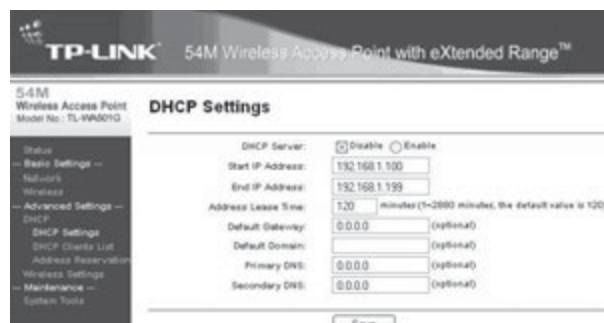 TP-LINK 54M Wireless Access Point with eXtended Range™
54M
Wireless Access Point
Model No.: TL-WA501G
DHCP Settings
Status
--- Basic Settings ---
Network
Wireless
--- Advanced Settings ---
DHCP
DHCP Settings
DHCP Clients List
Address Reservation
Wireless Settings
--- Maintenance ---
System Tools
DHCP Server: Disable Enable
Start IP Address: 192.168.1.100
End IP Address: 192.168.1.199
Address Lease Time: 120 minutes (1~2880 minutes, the default value is 120)
Default Gateway: 0.0.0.0 (optional)
Default Domain: (optional)
Primary DNS: 0.0.0.0 (optional)
Secondary DNS: 0.0.0.0 (optional)
Save